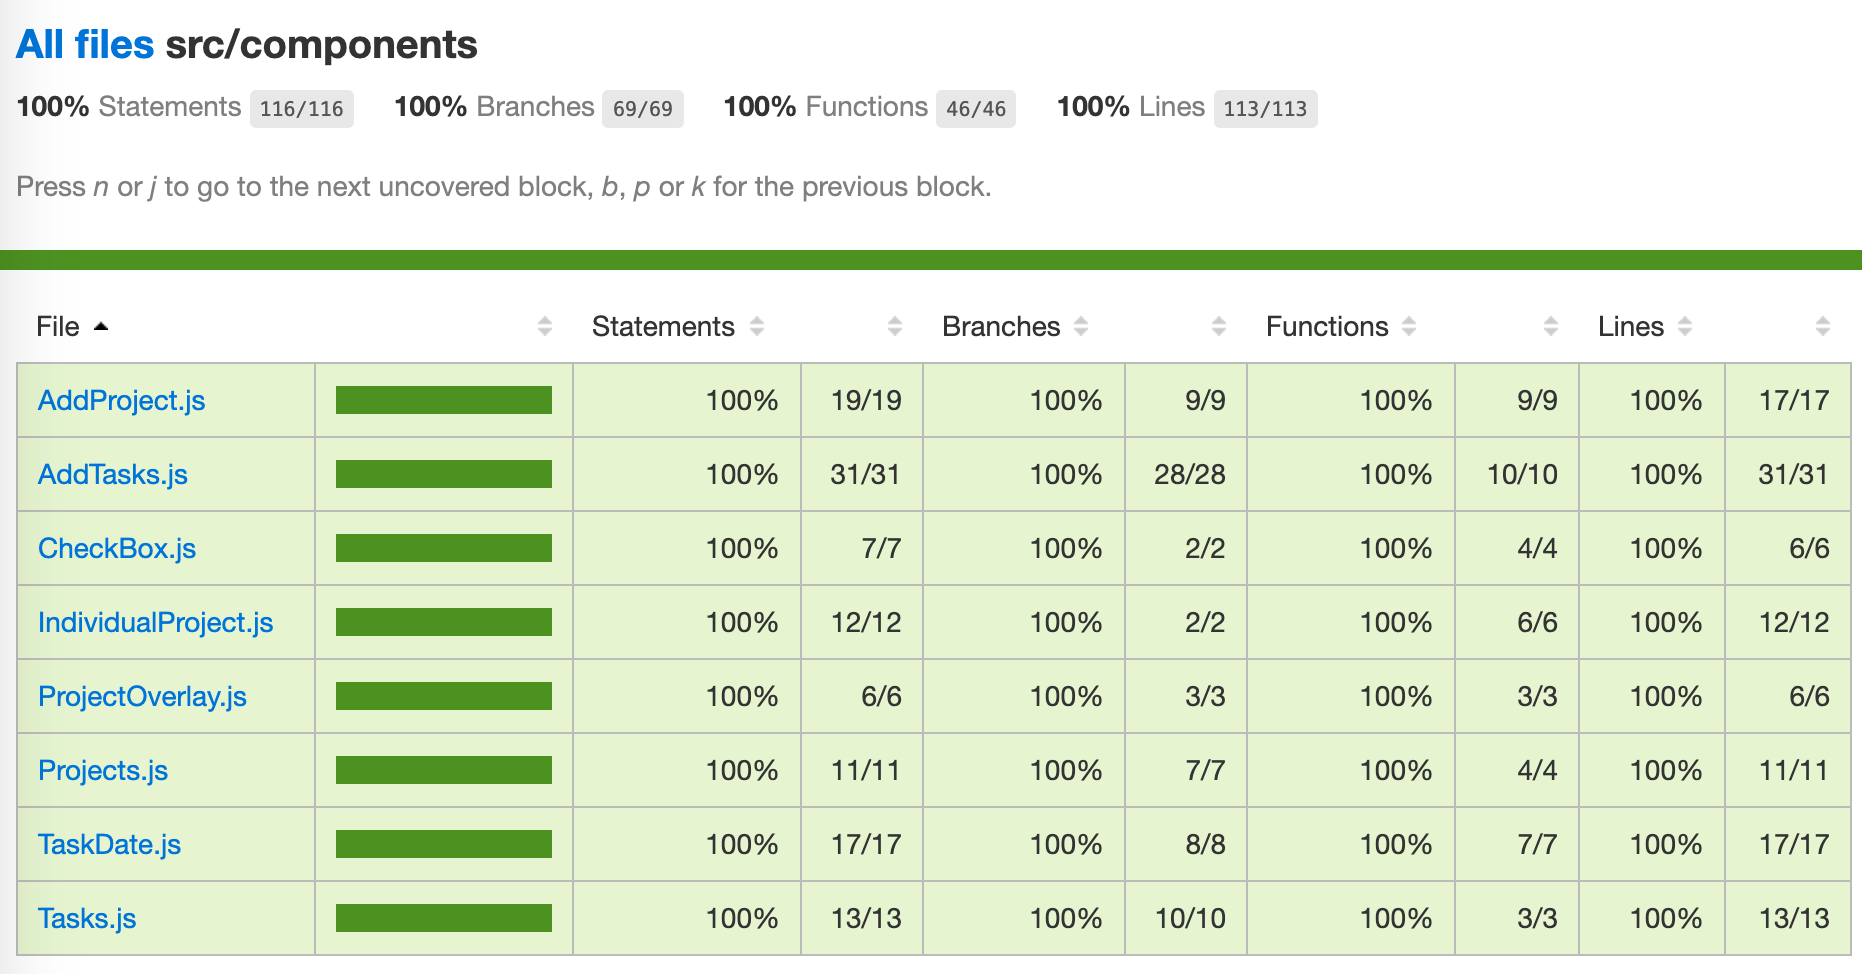 All files src/components
100% Statements 116/116 100% Branches 69/69 100% Functions 46/46 100% Lines 113/113
Press n or j to go to the next uncovered block, b, p or k for the previous block.
File Statements Branches Functions Lines
AddProject.js 100% 19/19 100% 9/9 100% 9/9 100% 17/17
AddTasks.js 100% 31/31 100% 28/28 100% 10/10 100% 31/31
CheckBox.js 100% 7/7 100% 2/2 100% 4/4 100% 6/6
IndividualProject.js 100% 12/12 100% 2/2 100% 6/6 100% 12/12
ProjectOverlay.js 100% 6/6 100% 3/3 100% 3/3 100% 6/6
Projects.js 100% 11/11 100% 7/7 100% 4/4 100% 11/11
TaskDate.js 100% 17/17 100% 8/8 100% 7/7 100% 17/17
Tasks.js 100% 13/13 100% 10/10 100% 3/3 100% 13/13